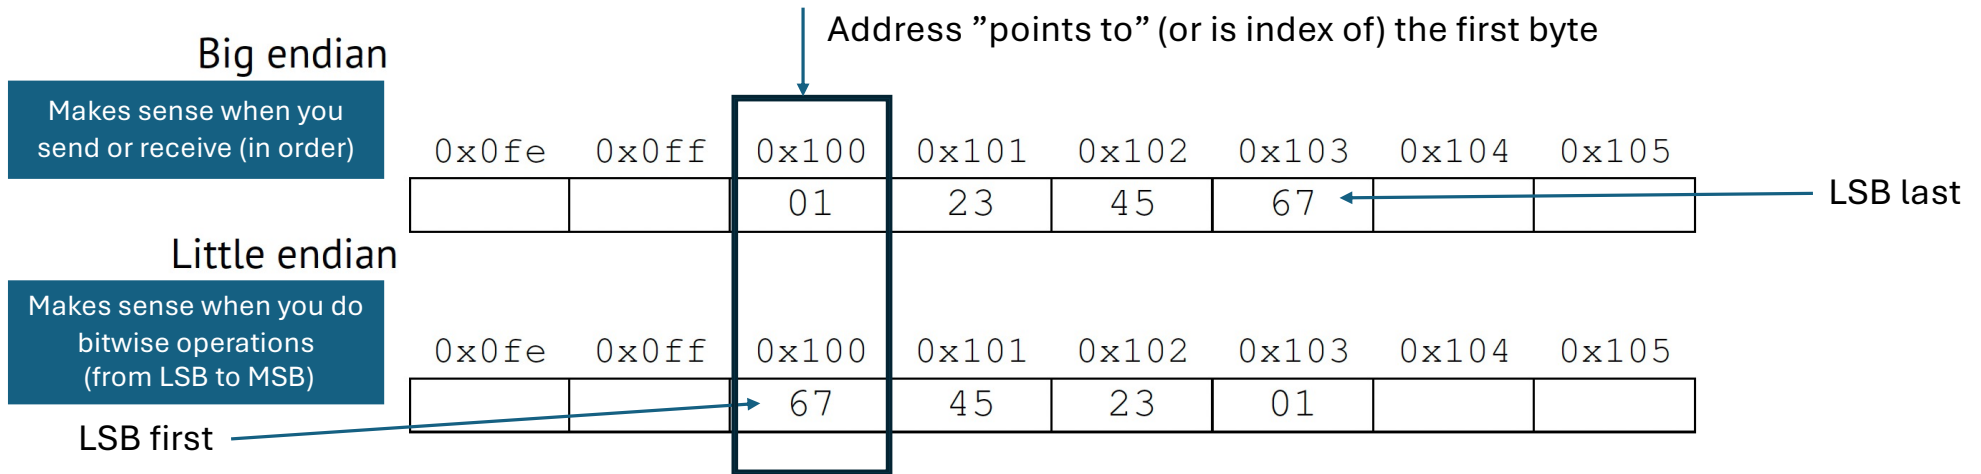 Address ”points to” (or is index of) the first byte
Big endian
Makes sense when you
send or receive (in order)
0x0fe 0x0ff 0x100 0x101 0x102 0x103 0x104 0x105
01 23 45 67
LSB last
Little endian
Makes sense when you do
bitwise operations
(from LSB to MSB)
0x0fe 0x0ff 0x100 0x101 0x102 0x103 0x104 0x105
67 45 23 01
LSB first